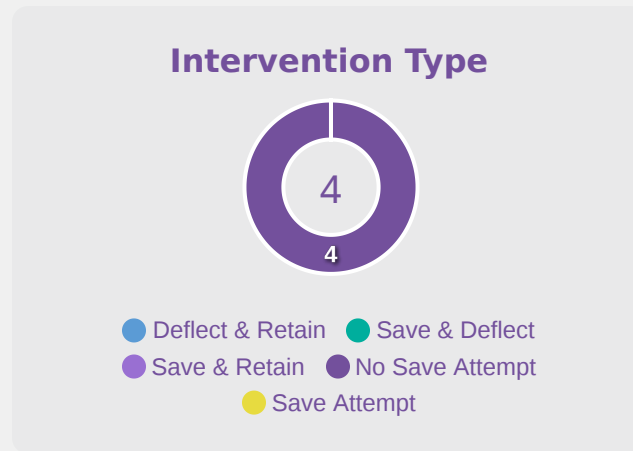 Intervention Type
4
4
Deflect & Retain Save & Deflect
Save & Retain No Save Attempt
Save Attempt